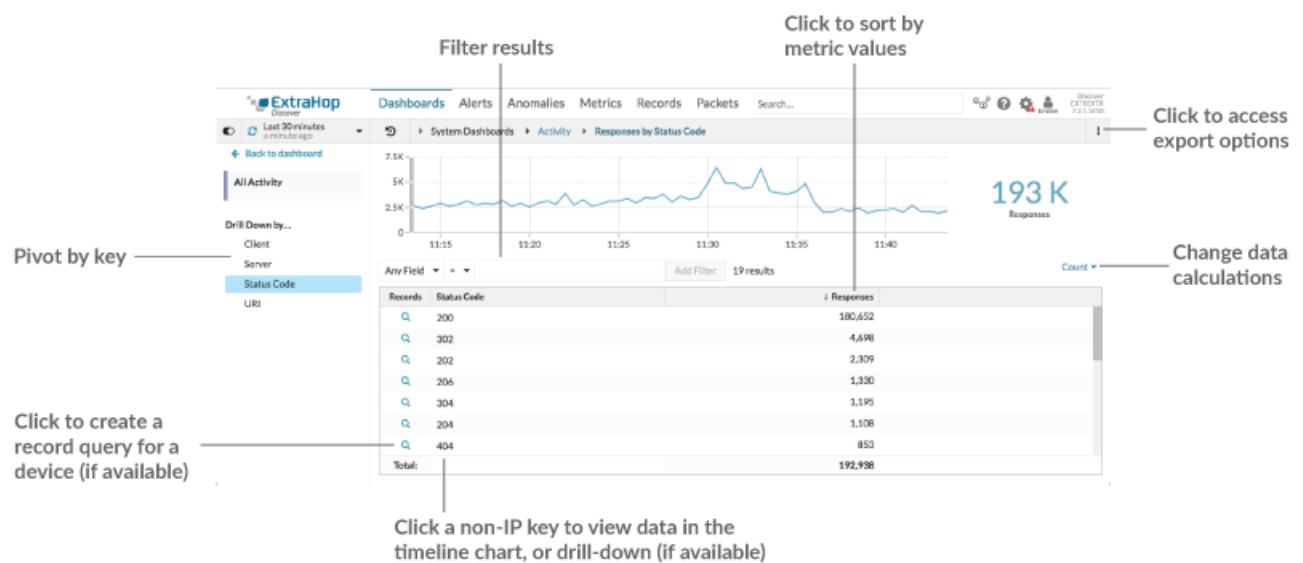 Click to sort by
metric values
Filter results
ExtraHop
Discover
Dashboards Alerts Anomalies Metrics Records Packets Search...
Discover
Last 30 minutes
a minute ago
System Dashboards Activity Responses by Status Code
Click to access
export options
Back to dashboard
All Activity
Drill Down by...
Client
Server
Status Code
URI
Pivot by key
7.5K
5K
2.5K
0
11:15 11:20 11:25 11:30 11:35 11:40
193 K
Responses
Change data
calculations
Any Field = Add Filter 19 results
Count
Records Status Code ↓ Responses
200 180,652
302 4,698
202 2,309
206 1,330
304 1,195
204 1,108
404 853
Total: 192,938
Click to create a
record query for a
device (if available)
Click a non-IP key to view data in the
timeline chart, or drill-down (if available)